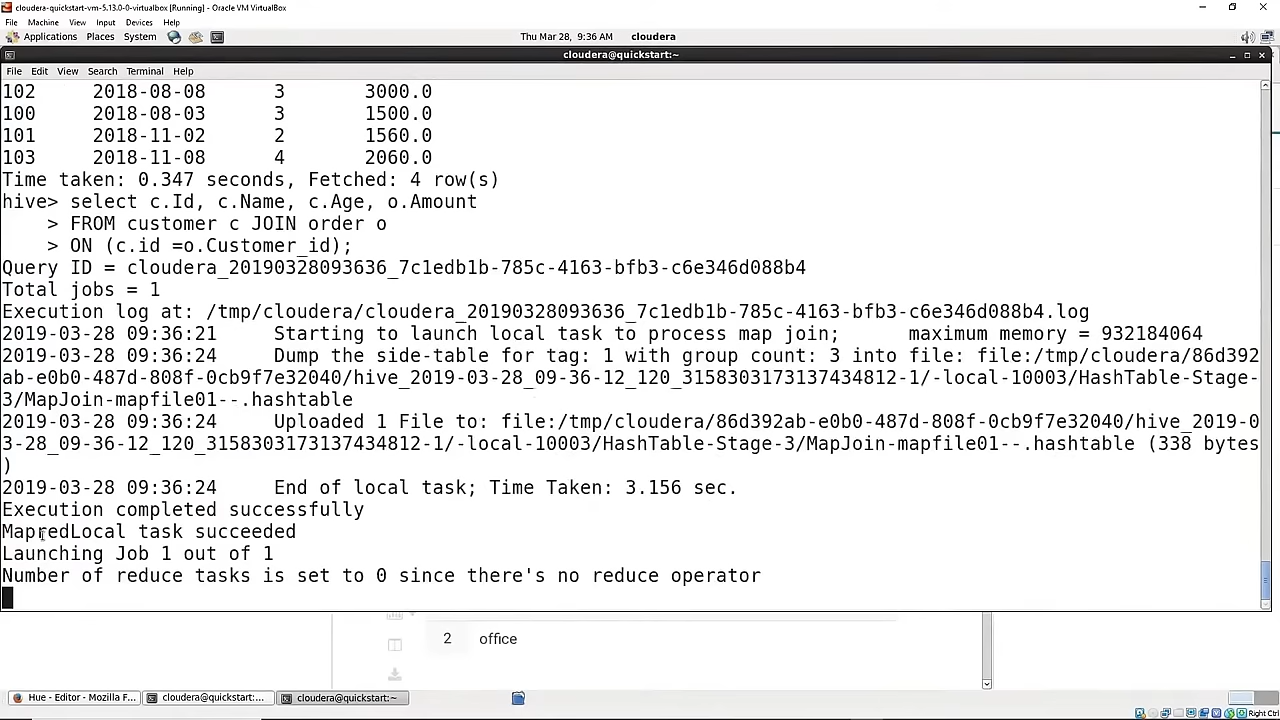 cloudera-quickstart-vm-5.13.0-0-virtualbox [Running] - Oracle VM VirtualBox
File Machine View Input Devices Help
Applications Places System Thu Mar 28, 9:36 AM cloudera
cloudera@quickstart:~
File Edit View Search Terminal Help
102 2018-08-08 3 3000.0
100 2018-08-03 3 1500.0
101 2018-11-02 2 1560.0
103 2018-11-08 4 2060.0
Time taken: 0.347 seconds, Fetched: 4 row(s)
hive> select c.Id, c.Name, c.Age, o.Amount
> FROM customer c JOIN order o
> ON (c.id =o.Customer_id);
Query ID = cloudera_20190328093636_7c1edb1b-785c-4163-bfb3-c6e346d088b4
Total jobs = 1
Execution log at: /tmp/cloudera/cloudera_20190328093636_7c1edb1b-785c-4163-bfb3-c6e346d088b4.log
2019-03-28 09:36:21 Starting to launch local task to process map join; maximum memory = 932184064
2019-03-28 09:36:24 Dump the side-table for tag: 1 with group count: 3 into file: file:/tmp/cloudera/86d392
ab-e0b0-487d-808f-0cb9f7e32040/hive_2019-03-28_09-36-12_120_3158303173137434812-1/-local-10003/HashTable-Stage-
3/MapJoin-mapfile01--.hashtable
2019-03-28 09:36:24 Uploaded 1 File to: file:/tmp/cloudera/86d392ab-e0b0-487d-808f-0cb9f7e32040/hive_2019-0
3-28_09-36-12_120_3158303173137434812-1/-local-10003/HashTable-Stage-3/MapJoin-mapfile01--.hashtable (338 bytes
)
2019-03-28 09:36:24 End of local task; Time Taken: 3.156 sec.
Execution completed successfully
MapredLocal task succeeded
Launching Job 1 out of 1
Number of reduce tasks is set to 0 since there's no reduce operator
2 office
Hue - Editor - Mozilla F... cloudera@quickstart:... cloudera@quickstart:~
Right Ctrl